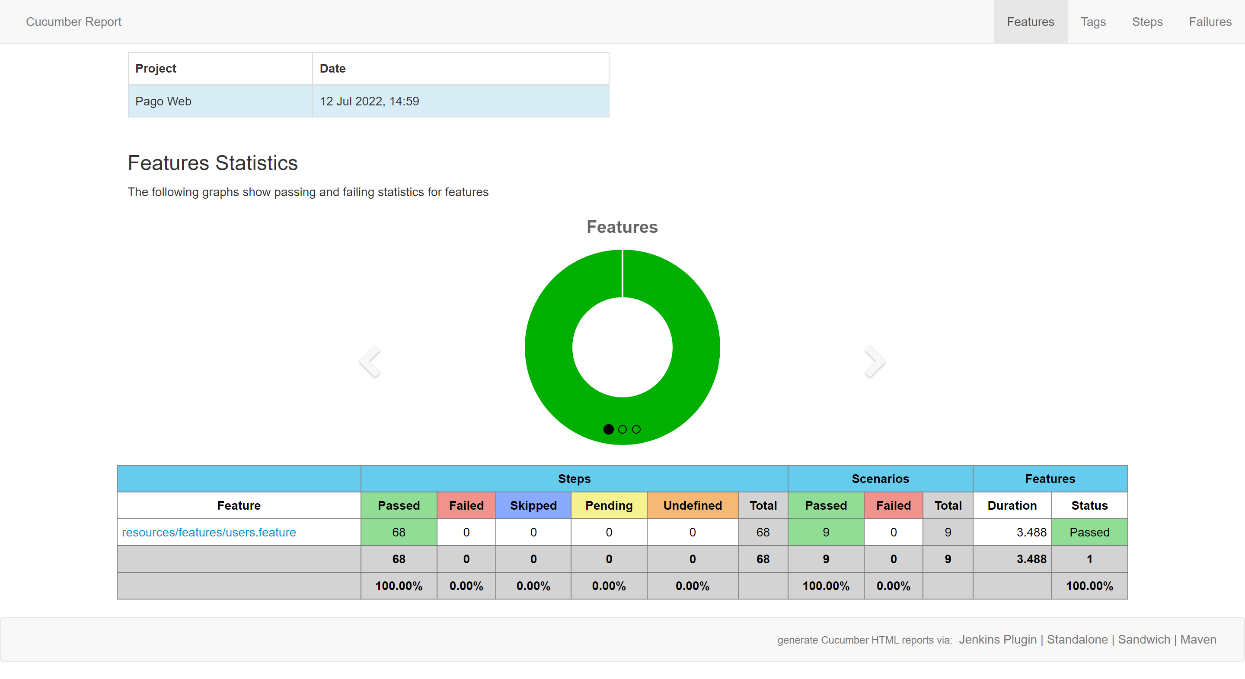 Cucumber Report Features Tags Steps Failures
Project Date
Pago Web 12 Jul 2022, 14:59
Features Statistics
The following graphs show passing and failing statistics for features
Features
Steps Scenarios Features
Feature Passed Failed Skipped Pending Undefined Total Passed Failed Total Duration Status
resources/features/users.feature 68 0 0 0 0 68 9 0 9 3.488 Passed
68 0 0 0 0 68 9 0 9 3.488 1
100.00% 0.00% 0.00% 0.00% 0.00% 100.00% 0.00% 100.00%
generate Cucumber HTML reports via: Jenkins Plugin | Standalone | Sandwich | Maven